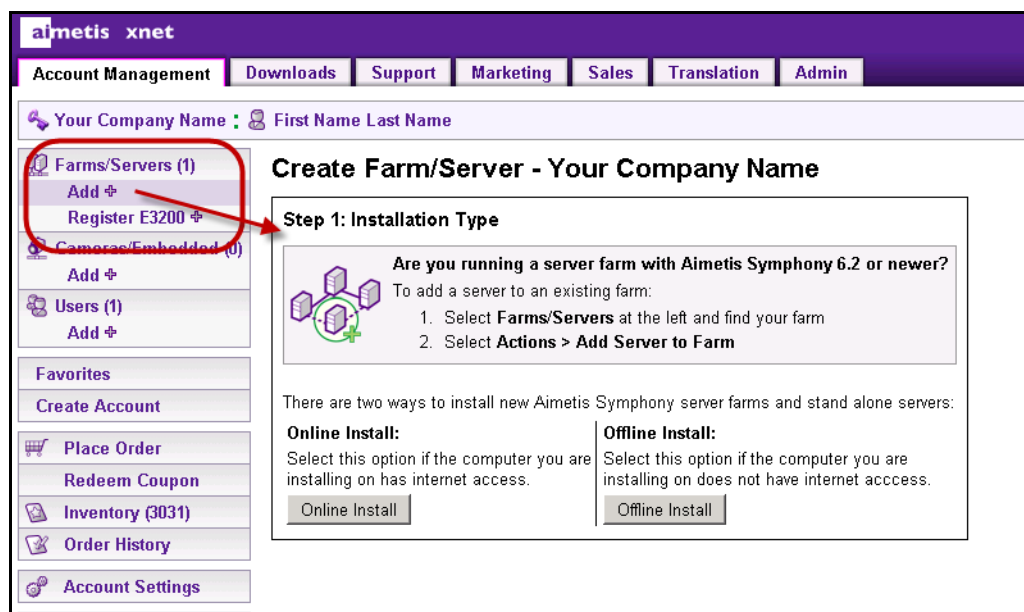 aimetis xnet
Account Management Downloads Support Marketing Sales Translation Admin
Your Company Name : First Name Last Name
Farms/Servers (1)
Add
Register E3200
Cameras/Embedded (0)
Add
Users (1)
Add
Favorites
Create Account
Place Order
Redeem Coupon
Inventory (3031)
Order History
Account Settings
Create Farm/Server - Your Company Name
Step 1: Installation Type
Are you running a server farm with Aimetis Symphony 6.2 or newer?
To add a server to an existing farm:
1. Select Farms/Servers at the left and find your farm
2. Select Actions > Add Server to Farm
There are two ways to install new Aimetis Symphony server farms and stand alone servers:
Online Install:
Select this option if the computer you are
installing on has internet access.
Online Install
Offline Install:
Select this option if the computer you are
installing on does not have internet acccess.
Offline Install